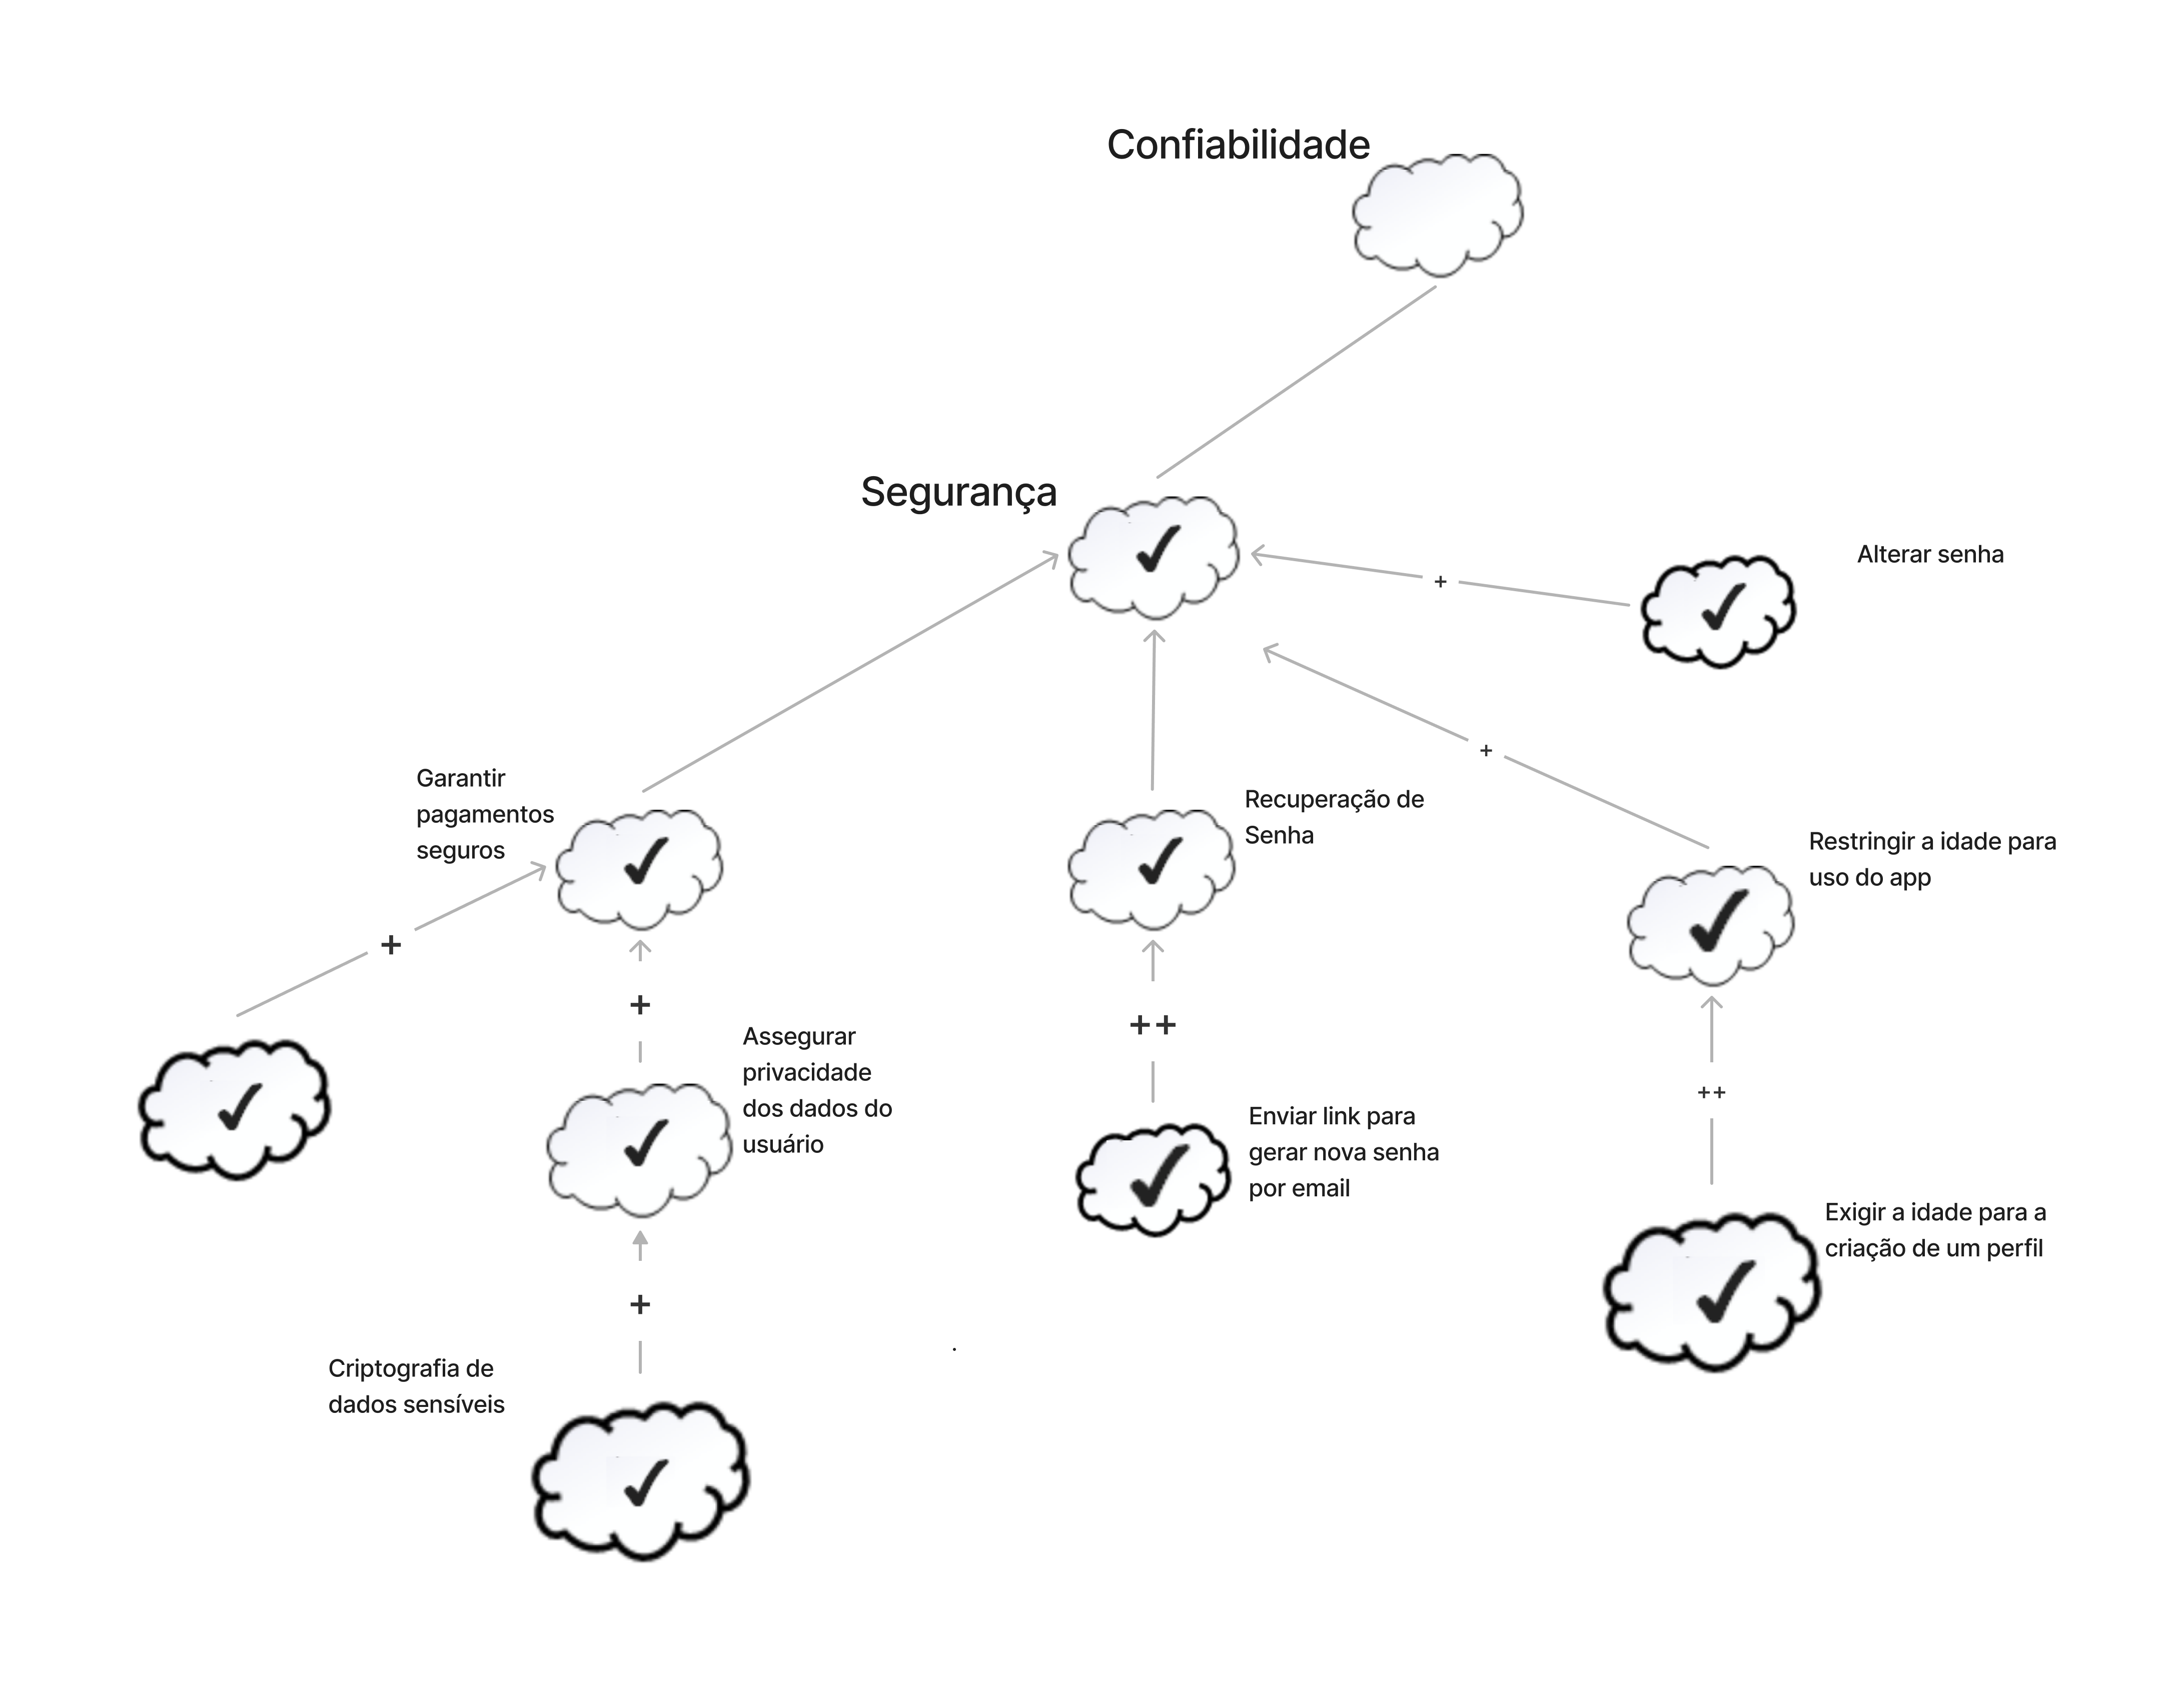 Confiabilidade
Segurança
Alterar senha
+
+
Garantir
pagamentos
seguros
Recuperação de
Senha
Restringir a idade para
uso do app
+
+
++
Assegurar
privacidade
dos dados do
usuário
++
Enviar link para
gerar nova senha
por email
Exigir a idade para a
criação de um perfil
+
Criptografia de
dados sensíveis